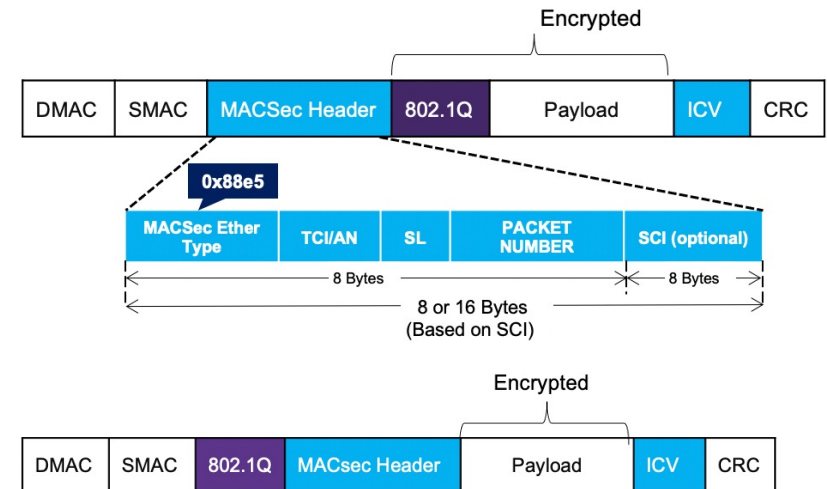 Encrypted
DMAC SMAC MACSec Header 802.1Q Payload ICV CRC
0x88e5
MACSec Ether
Type
TCI/AN
SL
PACKET
NUMBER
SCI (optional)
8 Bytes
8 Bytes
8 or 16 Bytes
(Based on SCI)
Encrypted
DMAC SMAC 802.1Q MACsec Header Payload ICV CRC